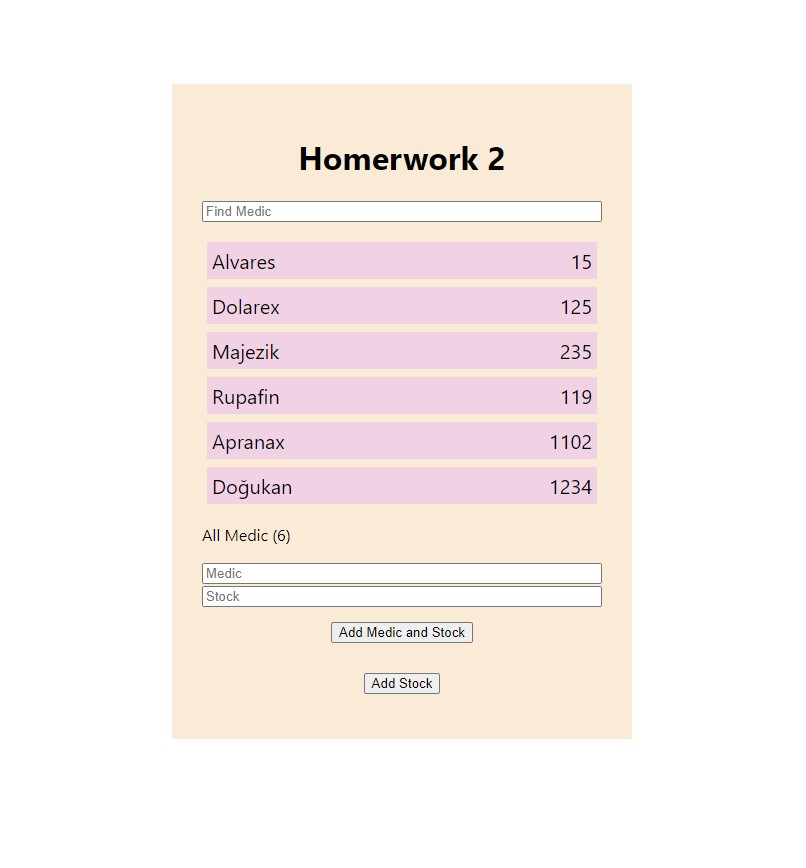 Homerwork 2
Find Medic
Alvares 15
Dolarex 125
Majezik 235
Rupafin 119
Apranax 1102
Doğukan 1234
All Medic (6)
Medic
Stock
Add Medic and Stock
Add Stock